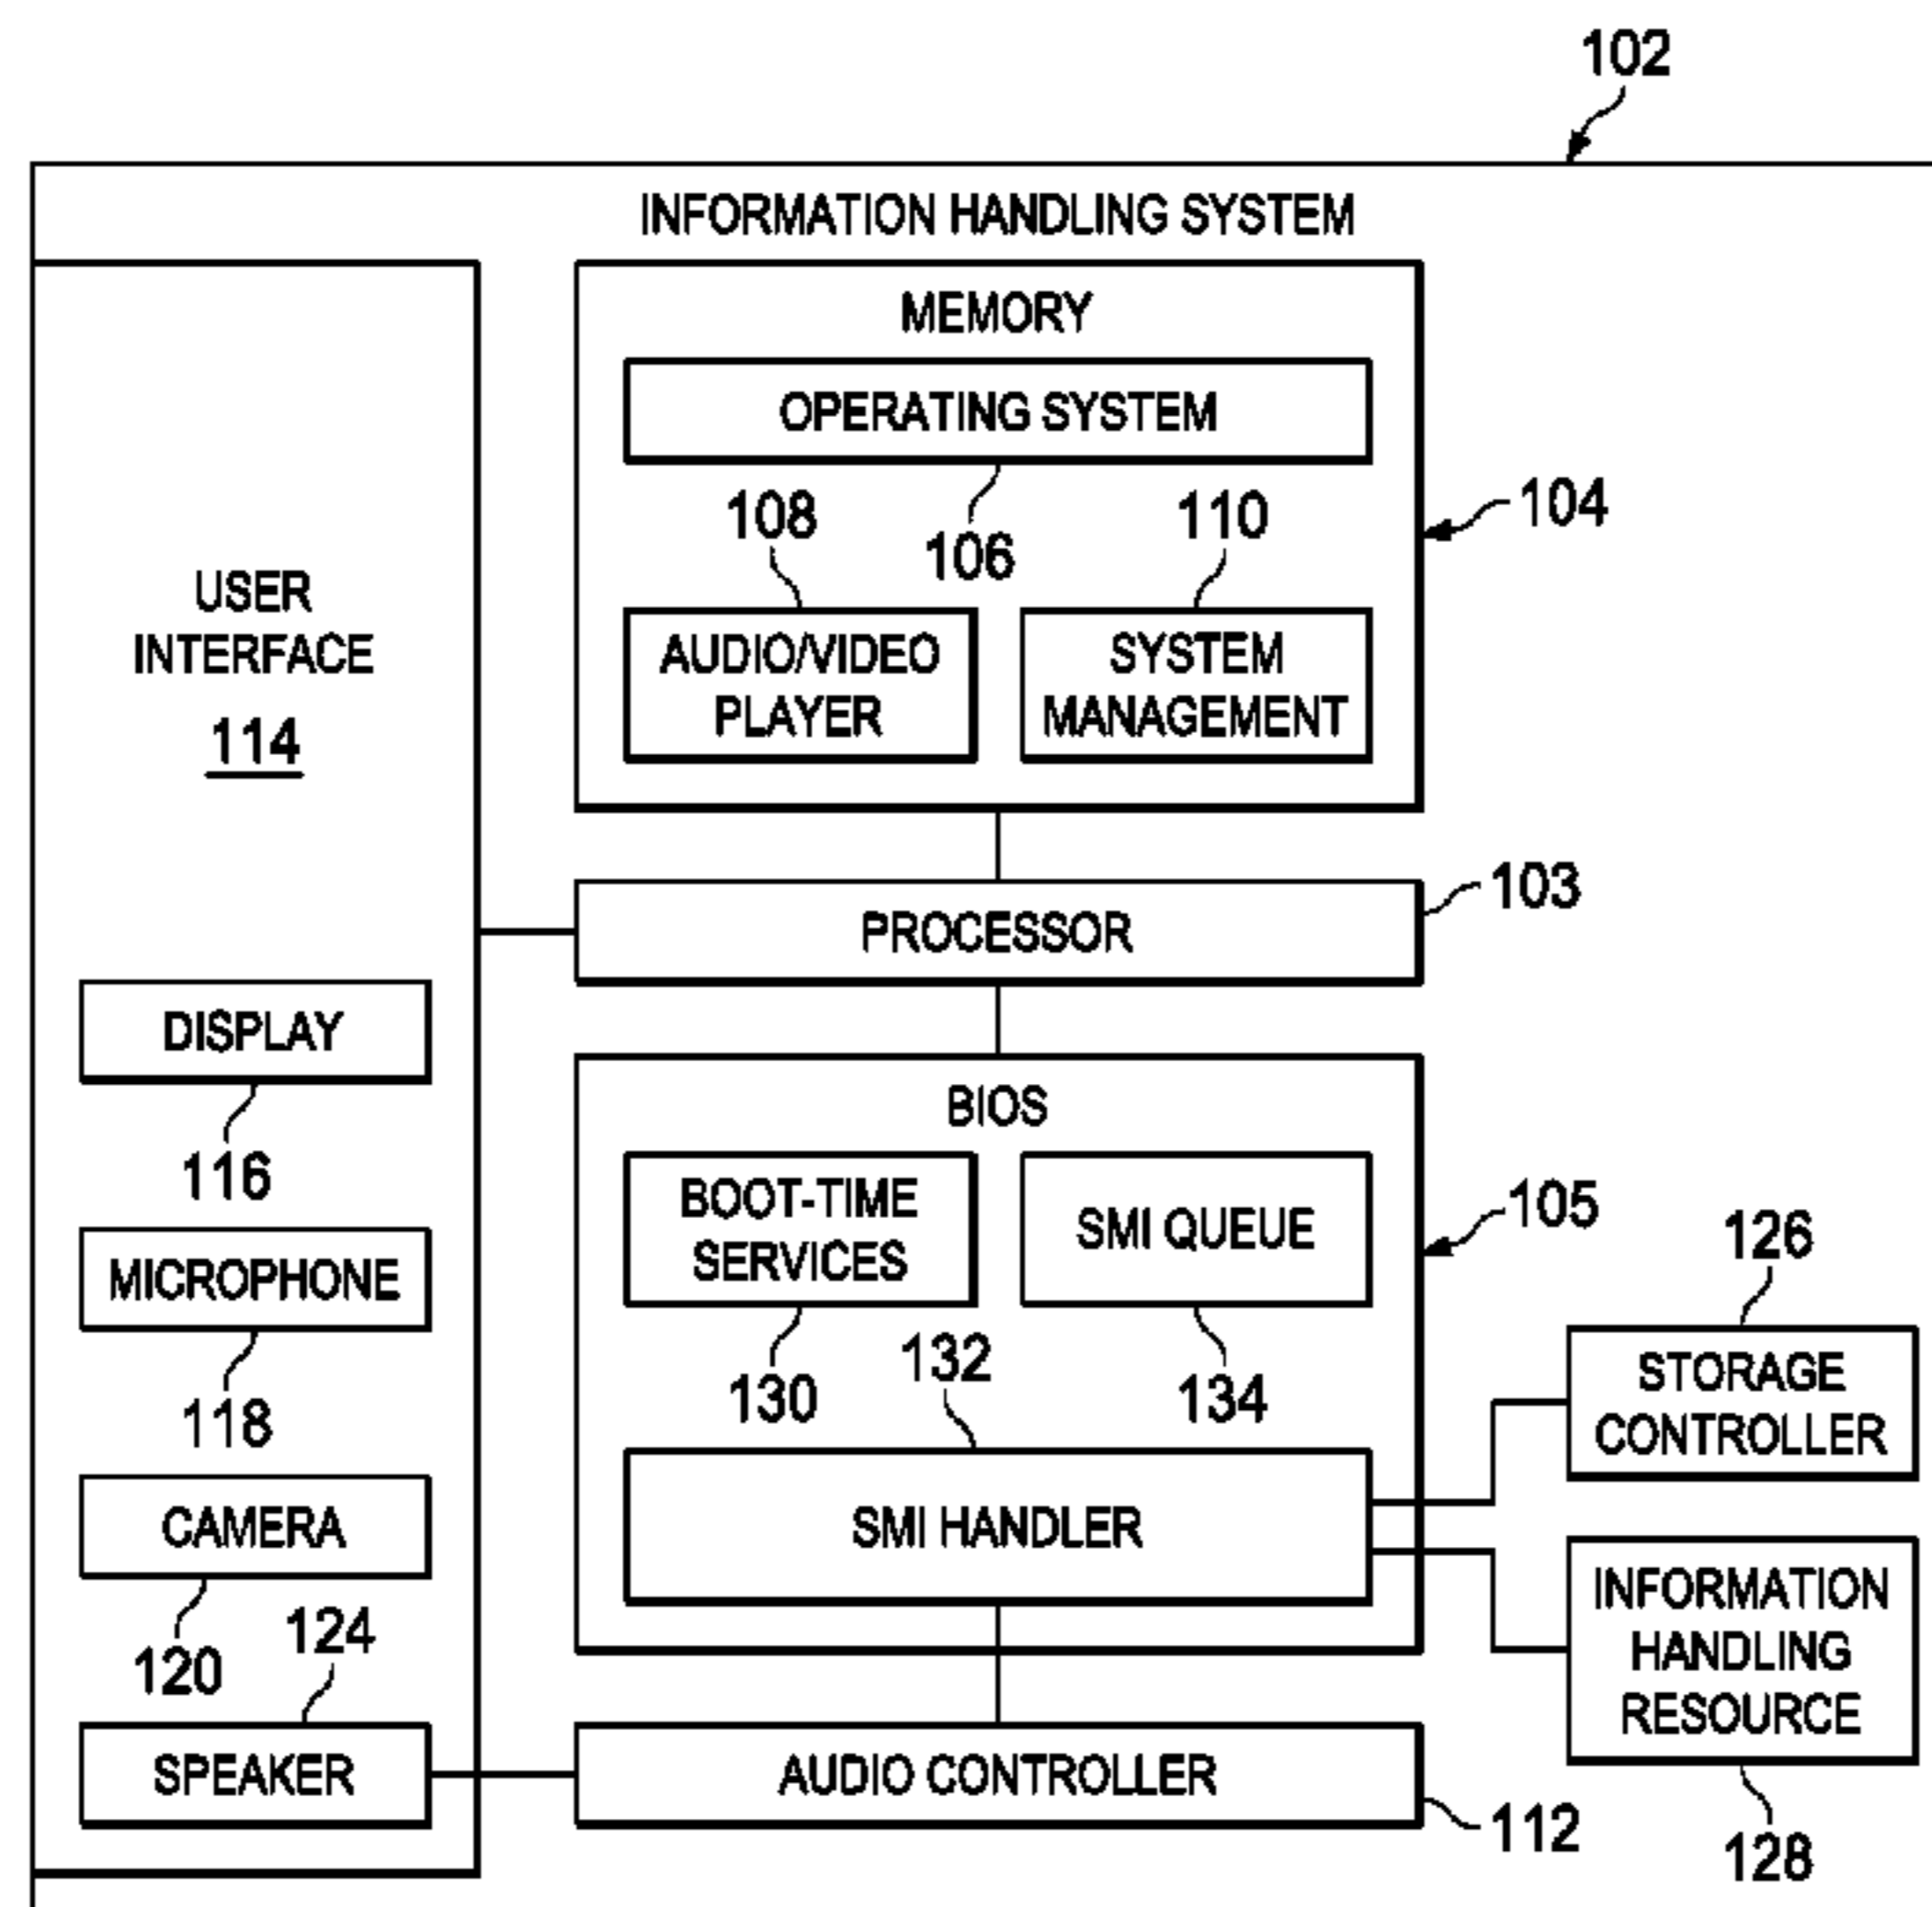 102
INFORMATION HANDLING SYSTEM
MEMORY
OPERATING SYSTEM
106
108
110
104
AUDIO/VIDEO
PLAYER
SYSTEM
MANAGEMENT
USER
INTERFACE
114
PROCESSOR
103
DISPLAY
116
MICROPHONE
118
CAMERA
120
124
SPEAKER
BIOS
105
BOOT-TIME
SERVICES
130
SMI QUEUE
134
132
SMI HANDLER
126
STORAGE
CONTROLLER
INFORMATION
HANDLING
RESOURCE
128
AUDIO CONTROLLER
112